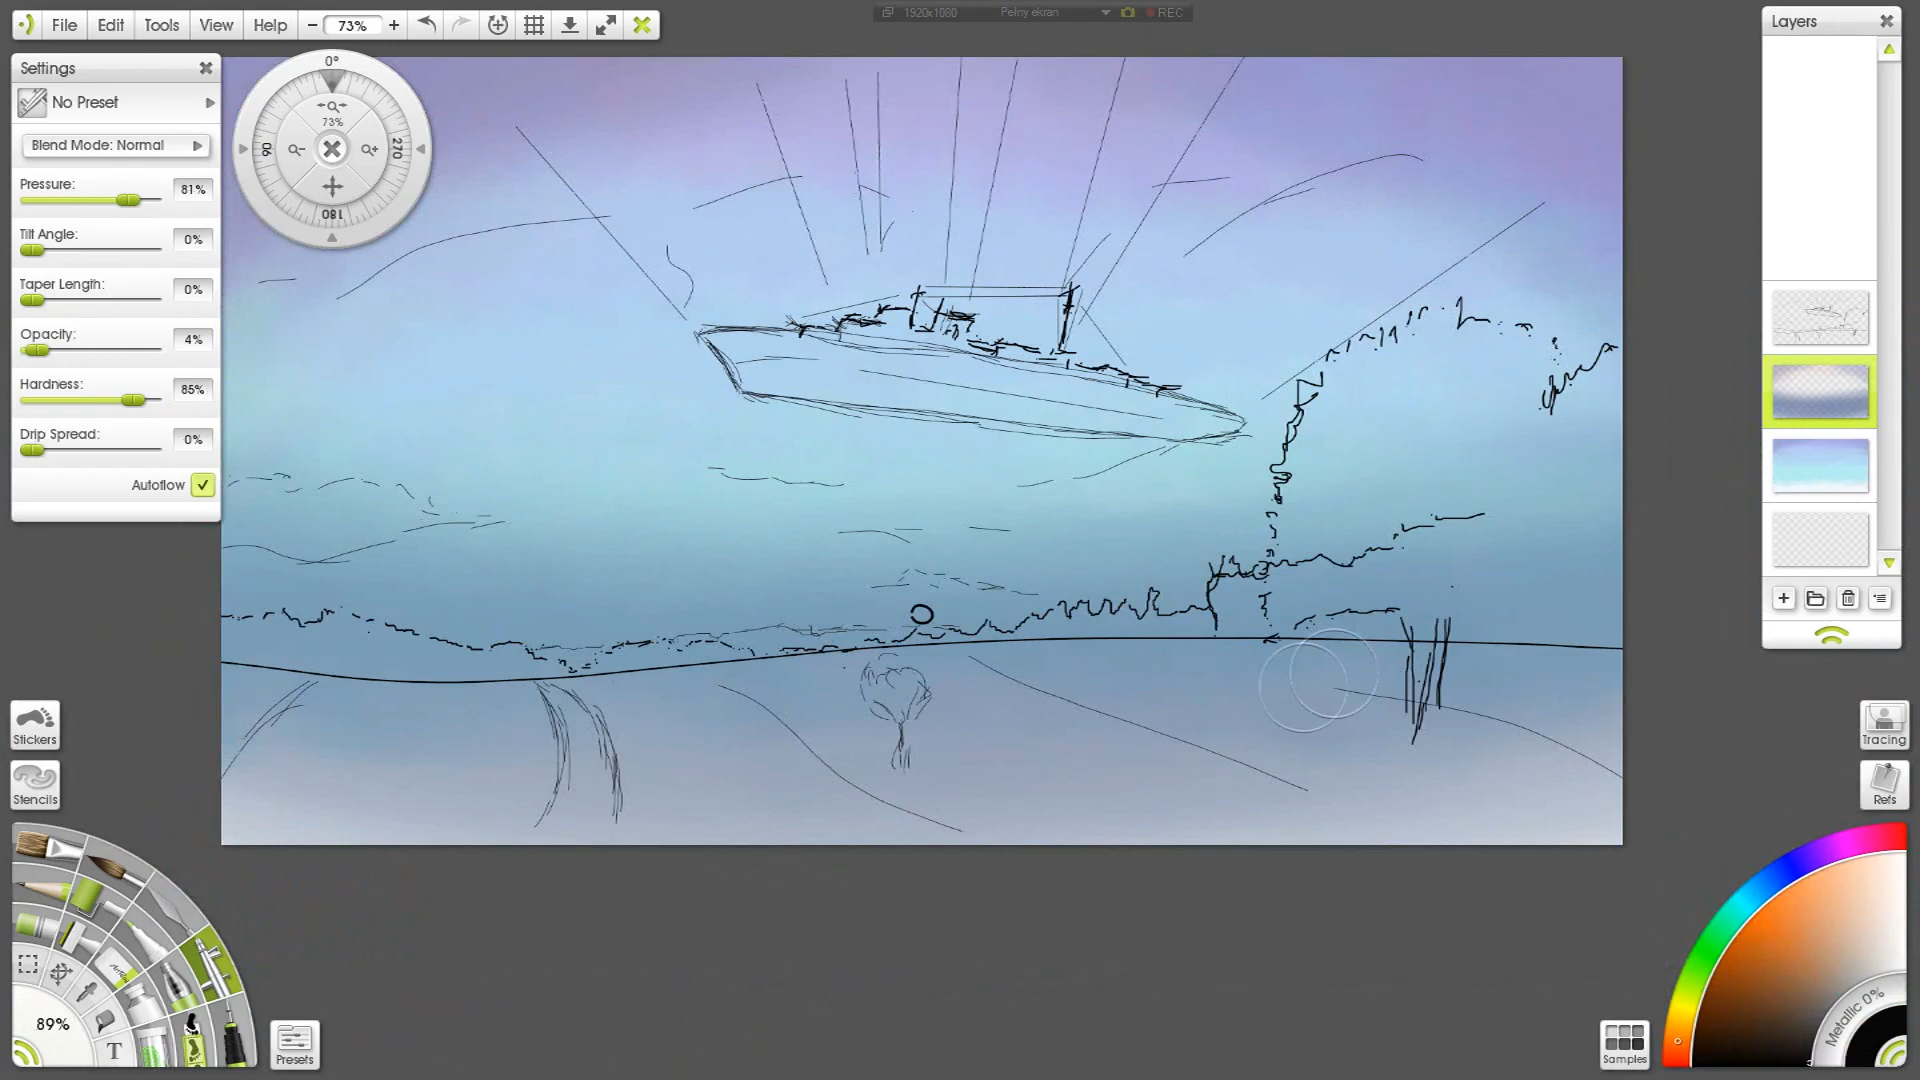 File Edit Tools View Help 73%
1920x1080 Pełny ekran REC
Layers
Settings
No Preset
Blend Mode: Normal
Pressure: 81%
Tilt Angle: 0%
Taper Length: 0%
Opacity: 4%
Hardness: 85%
Drip Spread: 0%
Autoflow
0°
73%
90
270
180
Stickers
Stencils
Tracing
Refs
89%
T
Presets
Samples
Metallic 0%